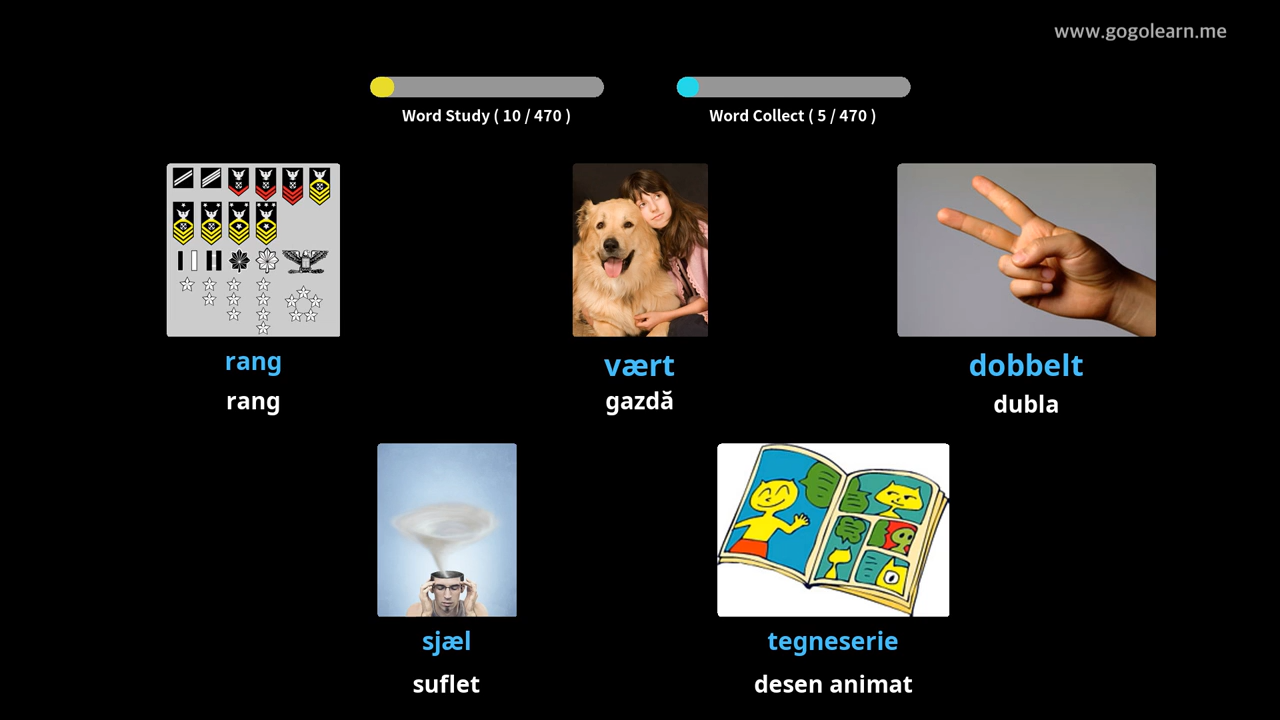 www.gogolearn.me
Word Study ( 10 / 470 )
Word Collect ( 5 / 470 )
rang
rang
vært
gazdă
dobbelt
dubla
sjæl
suflet
tegneserie
desen animat